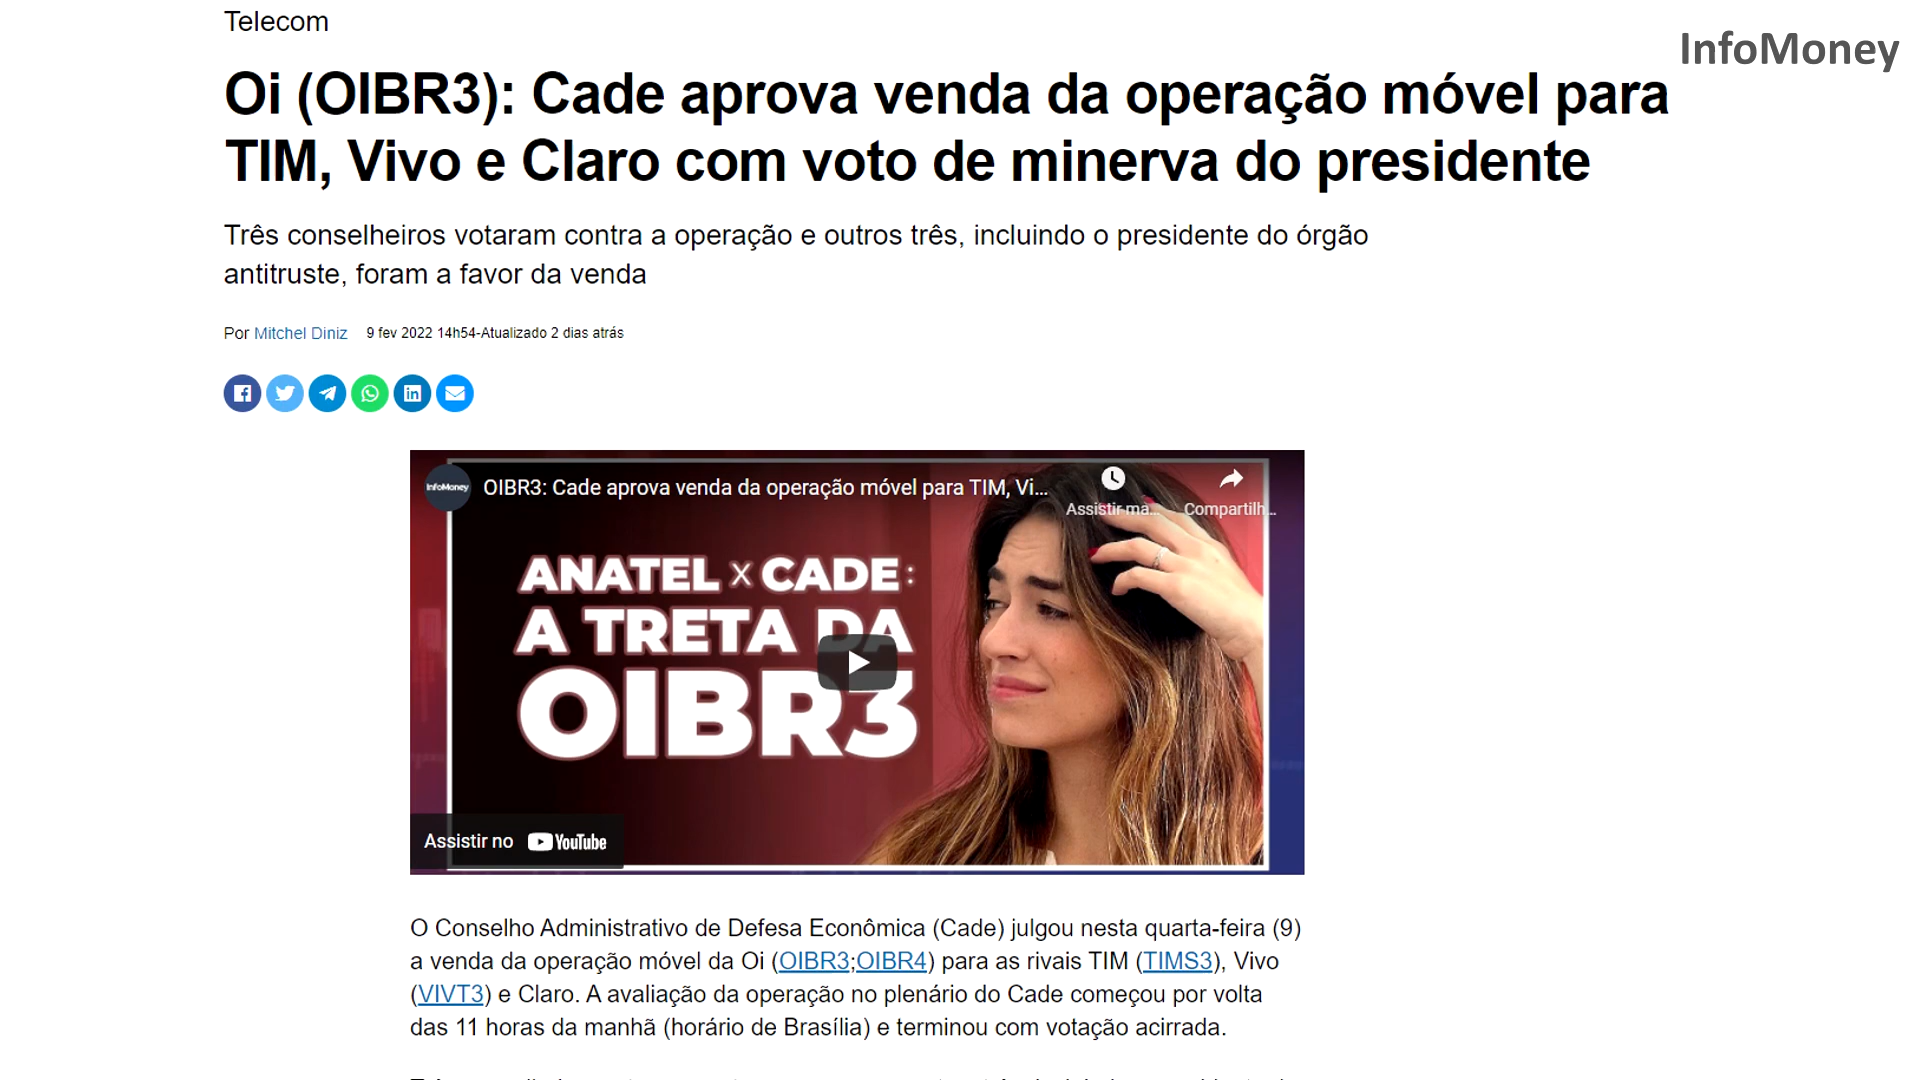 Telecom
InfoMoney
Oi (OIBR3): Cade aprova venda da operação móvel para
TIM, Vivo e Claro com voto de minerva do presidente
Três conselheiros votaram contra a operação e outros três, incluindo o presidente do órgão
antitruste, foram a favor da venda
Por Mitchel Diniz 9 fev 2022 14h54-Atualizado 2 dias atrás
InfoMoney
OIBR3: Cade aprova venda da operação móvel para TIM, Vi...
Assistir ma... Compartilh...
ANATEL x CADE:
A TRETA DA
OIBR3
Assistir no YouTube
O Conselho Administrativo de Defesa Econômica (Cade) julgou nesta quarta-feira (9)
a venda da operação móvel da Oi (OIBR3;OIBR4) para as rivais TIM (TIMS3), Vivo
(VIVT3) e Claro. A avaliação da operação no plenário do Cade começou por volta
das 11 horas da manhã (horário de Brasília) e terminou com votação acirrada.